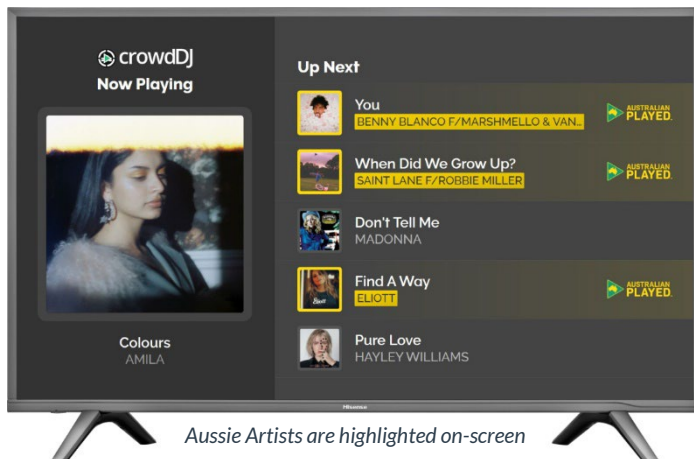 crowdDJ
Now Playing
Colours
AMILA
Up Next
You
BENNY BLANCO F/MARSHMELLO & VAN...
AUSTRALIAN
PLAYED
When Did We Grow Up?
SAINT LANE F/ROBBIE MILLER
AUSTRALIAN
PLAYED
Don't Tell Me
MADONNA
Find A Way
ELIOTT
AUSTRALIAN
PLAYED
Pure Love
HAYLEY WILLIAMS
Hisense
Aussie Artists are highlighted on-screen